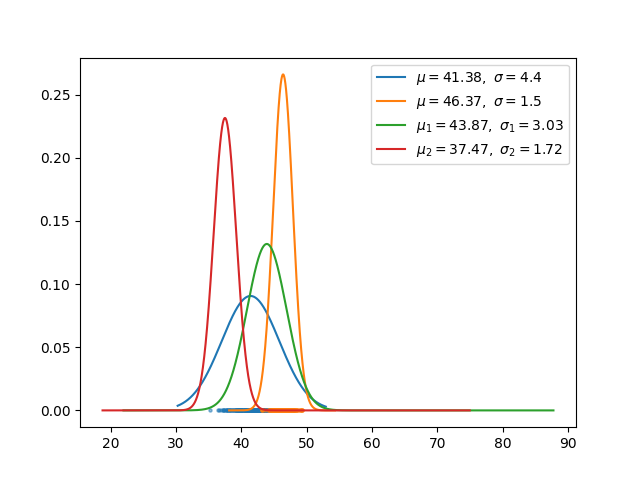 μ = 41.38, σ = 4.4
μ = 46.37, σ = 1.5
μ₁ = 43.87, σ₁ = 3.03
μ₂ = 37.47, σ₂ = 1.72
0.25
0.20
0.15
0.10
0.05
0.00
20 30 40 50 60 70 80 90